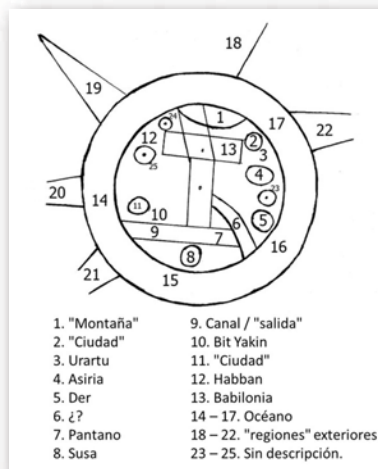 18
19
24
1
17
12
2
22
13
3
25
4
20
14
23
11
10
6
5
9
7
16
8
21
15
1. "Montaña"
2. "Ciudad"
3. Urartu
4. Asiria
5. Der
6. ¿?
7. Pantano
8. Susa
9. Canal / "salida"
10. Bit Yakin
11. "Ciudad"
12. Habban
13. Babilonia
14 – 17. Océano
18 – 22. "regiones" exteriores
23 – 25. Sin descripción.